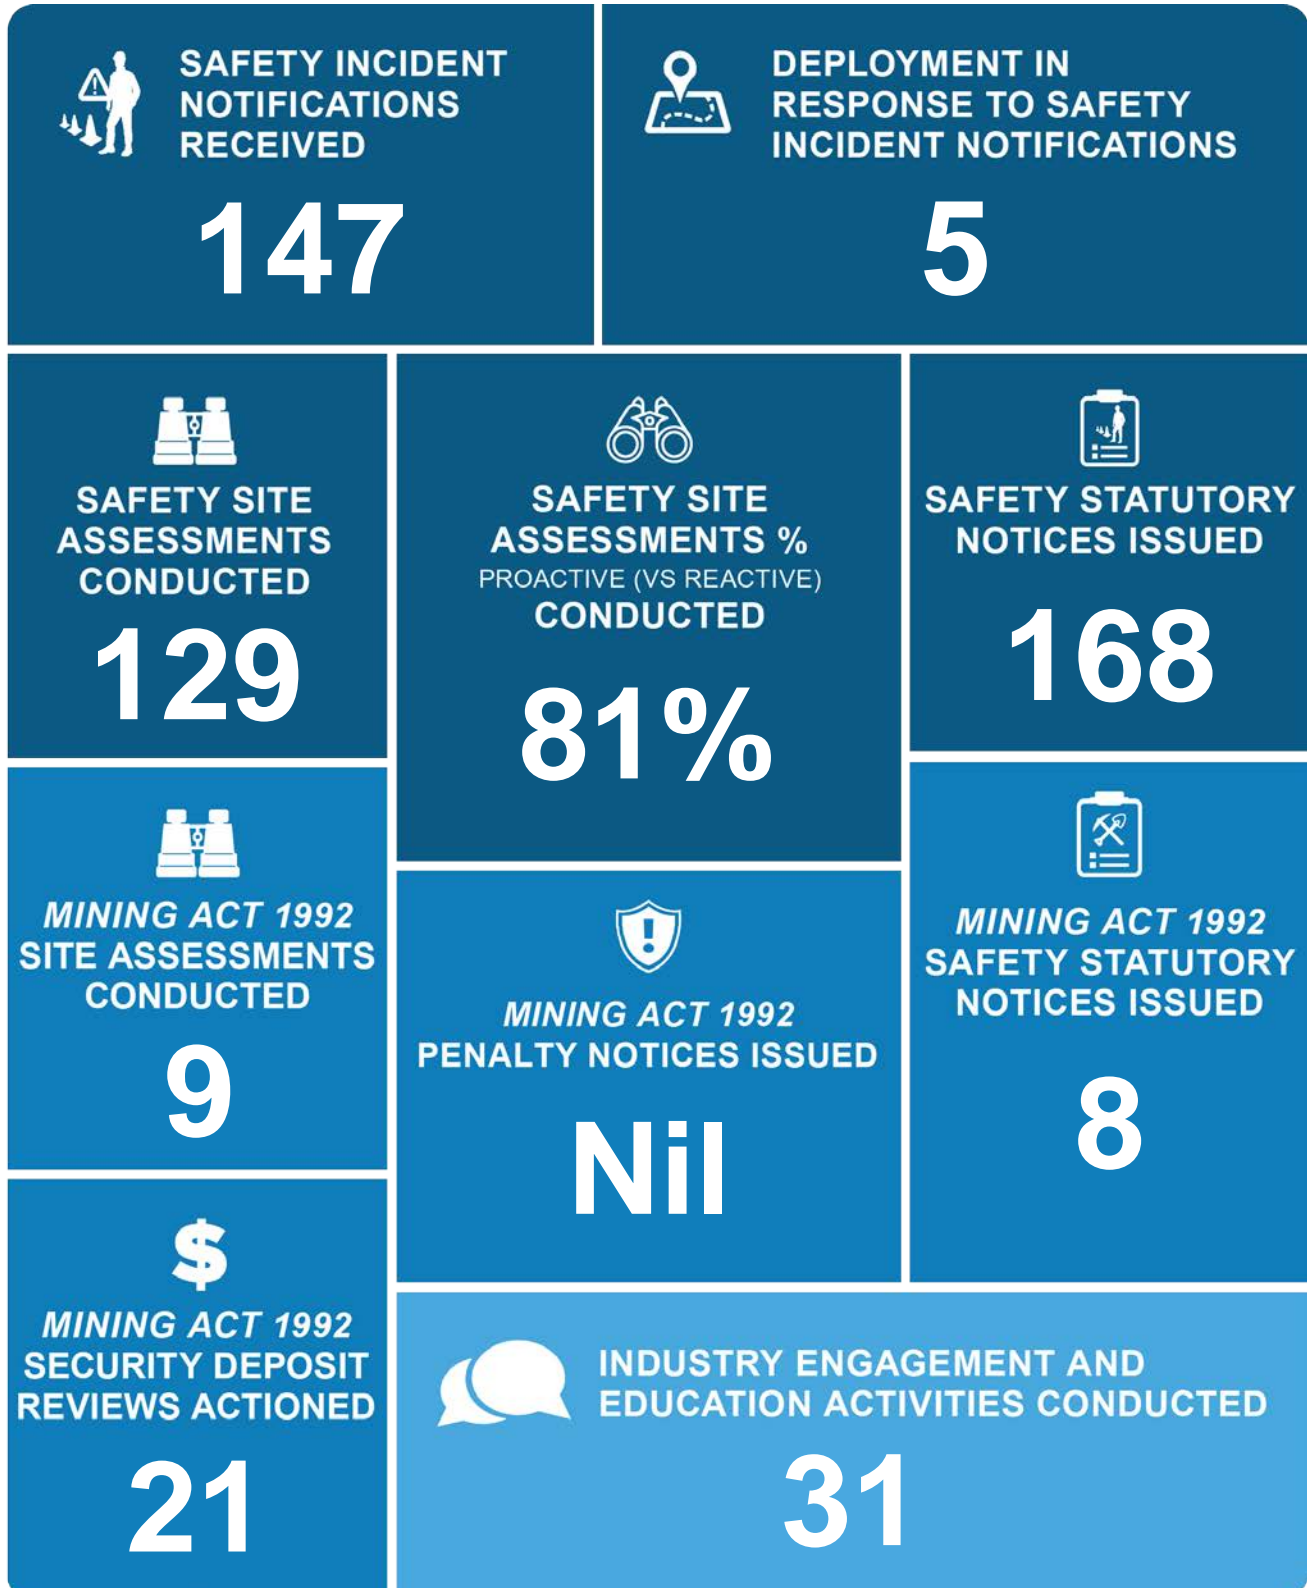 SAFETY INCIDENT
NOTIFICATIONS
RECEIVED
147
DEPLOYMENT IN
RESPONSE TO SAFETY
INCIDENT NOTIFICATIONS
5
SAFETY SITE
ASSESSMENTS
CONDUCTED
129
SAFETY SITE
ASSESSMENTS %
PROACTIVE (VS REACTIVE)
CONDUCTED
81%
SAFETY STATUTORY
NOTICES ISSUED
168
MINING ACT 1992
SITE ASSESSMENTS
CONDUCTED
9
MINING ACT 1992
PENALTY NOTICES ISSUED
Nil
MINING ACT 1992
SAFETY STATUTORY
NOTICES ISSUED
8
$
MINING ACT 1992
SECURITY DEPOSIT
REVIEWS ACTIONED
21
INDUSTRY ENGAGEMENT AND
EDUCATION ACTIVITIES CONDUCTED
31